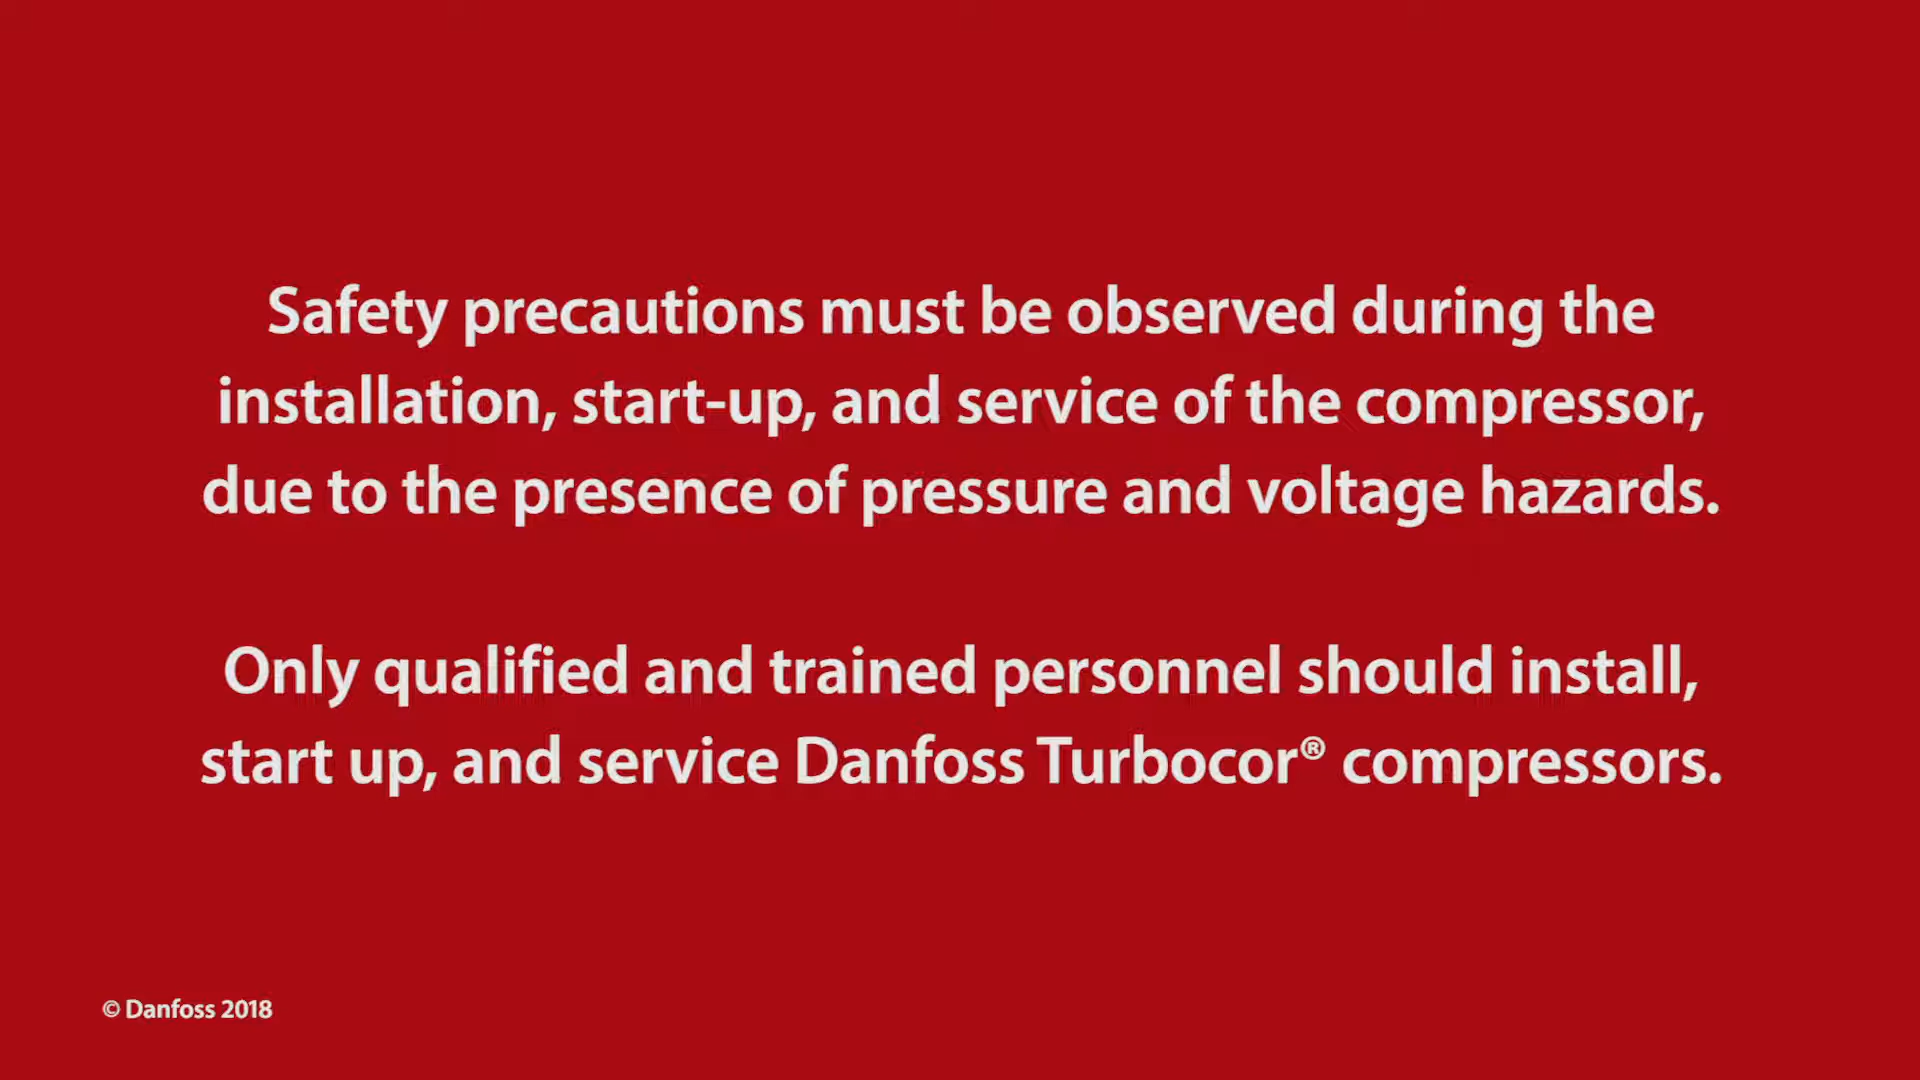 Safety precautions must be observed during the
installation, start-up, and service of the compressor,
due to the presence of pressure and voltage hazards.
Only qualified and trained personnel should install,
start up, and service Danfoss Turbocor® compressors.
© Danfoss 2018